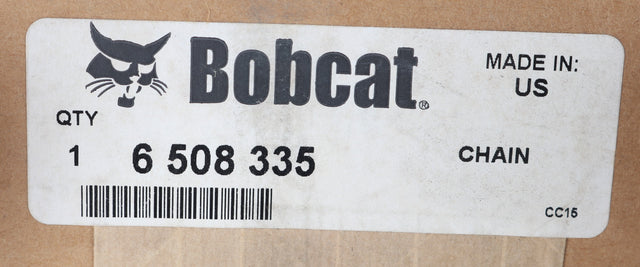 Bobcat®
MADE IN:
US
QTY
1 6 508 335 CHAIN
CC15